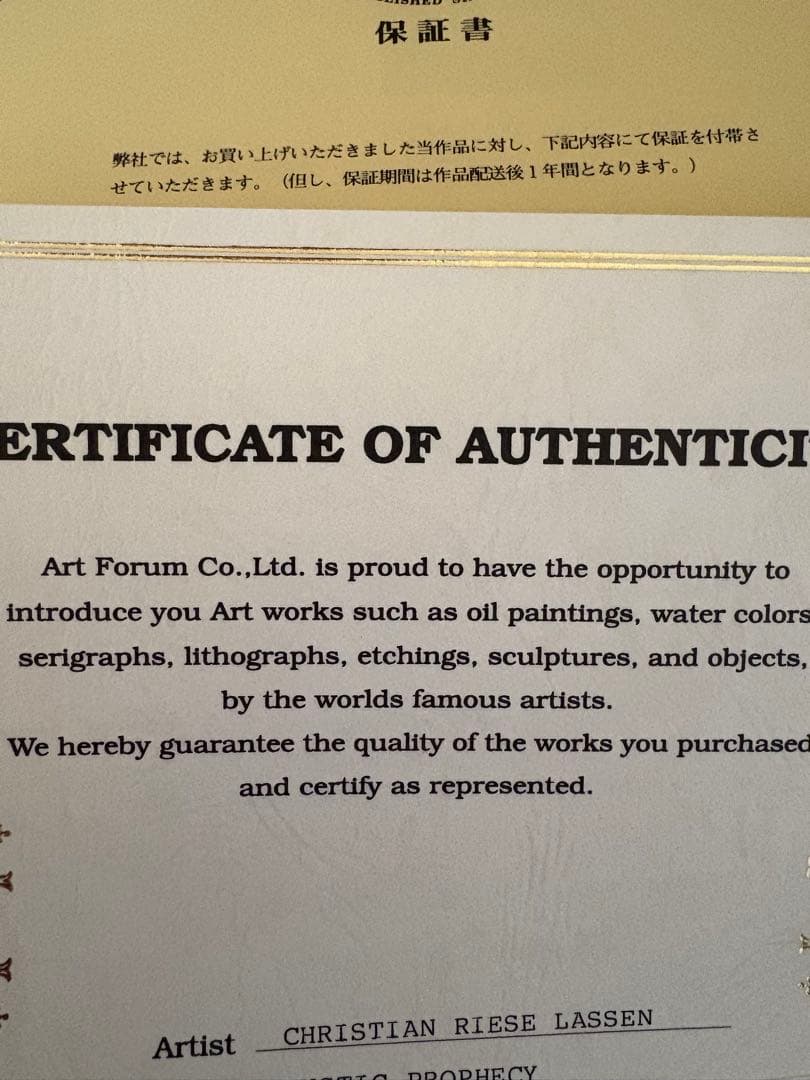 保証書
弊社では、お買い上げいただきました当作品に対し、下記内容にて保証を付帯さ
せていただきます。（但し、保証期間は作品配送後１年間となります。）
ERTIFICATE OF AUTHENTICI
Art Forum Co.,Ltd. is proud to have the opportunity to
introduce you Art works such as oil paintings, water colors
serigraphs, lithographs, etchings, sculptures, and objects,
by the worlds famous artists.
We hereby guarantee the quality of the works you purchased
and certify as represented.
Artist CHRISTIAN RIESE LASSEN
PROPHECY